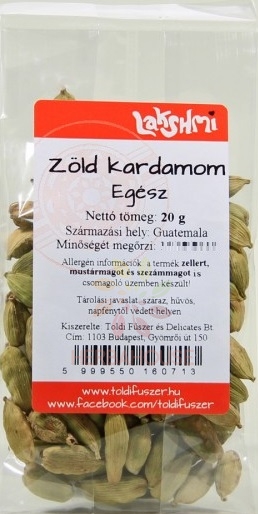 LAKSHMI
Zöld kardamom
Egész
Nettó tömeg: 20 g
Származási hely: Guatemala
Minőségét megőrzi:
Allergén információk a termék zellert,
mustármagot és szezámmagot is
csomagoló üzemben készült!
Tárolási javaslat: száraz, hűvös,
napfénytől védett helyen
Kiszerelte: Toldi Fűszer és Delicates Bt.
Cím: 1103 Budapest, Gyömrői út 150
5 999550 160713
www.toldifuszer.hu
www.facebook.com/toldifuszer